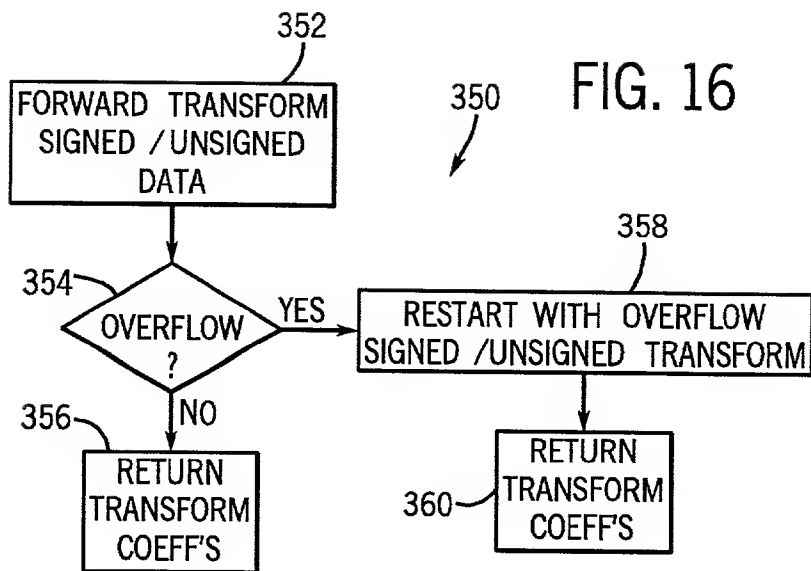 352
FORWARD TRANSFORM
SIGNED / UNSIGNED
DATA
350
FIG. 16
354
OVERFLOW
?
YES
NO
358
RESTART WITH OVERFLOW
SIGNED / UNSIGNED TRANSFORM
356
RETURN
TRANSFORM
COEFF'S
360
RETURN
TRANSFORM
COEFF'S